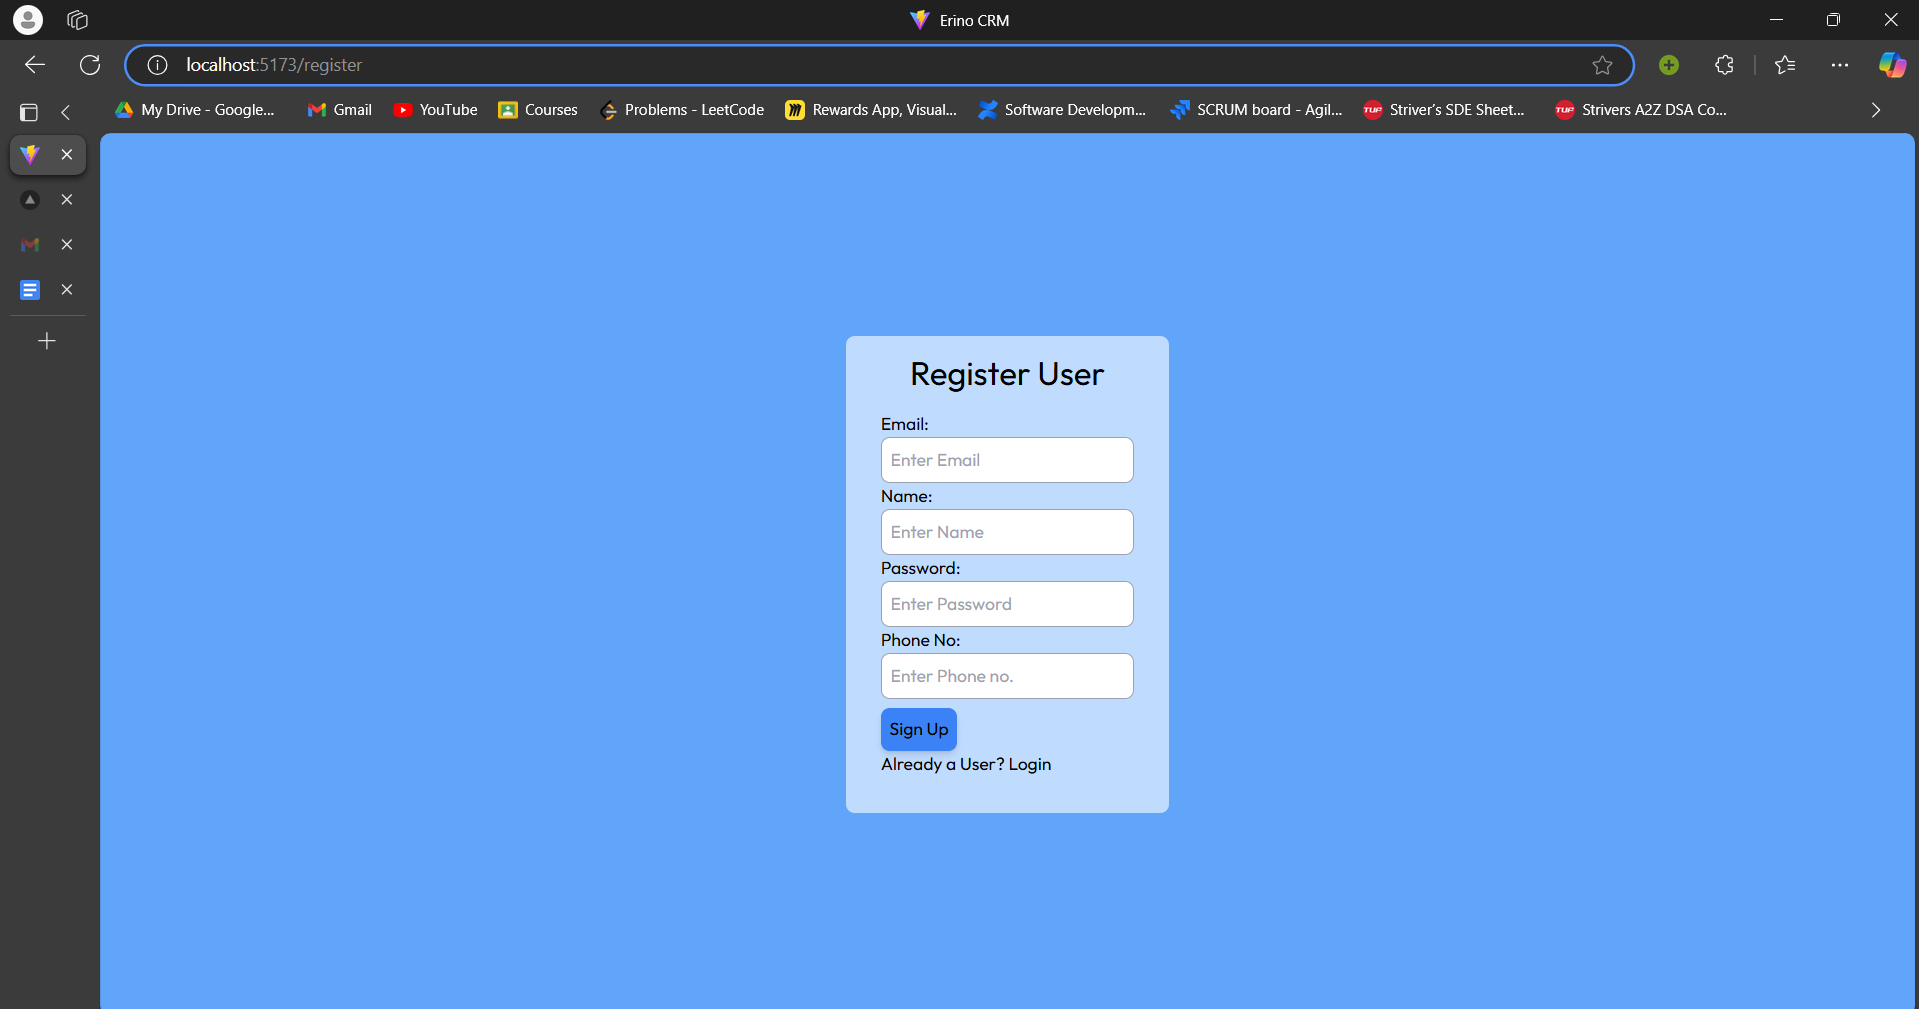 Erino CRM
localhost:5173/register
My Drive - Google... Gmail YouTube Courses Problems - LeetCode Rewards App, Visual... Software Developm... SCRUM board - Agil... Striver's SDE Sheet... Strivers A2Z DSA Co...
Register User
Email:
Enter Email
Name:
Enter Name
Password:
Enter Password
Phone No:
Enter Phone no.
Sign Up
Already a User? Login